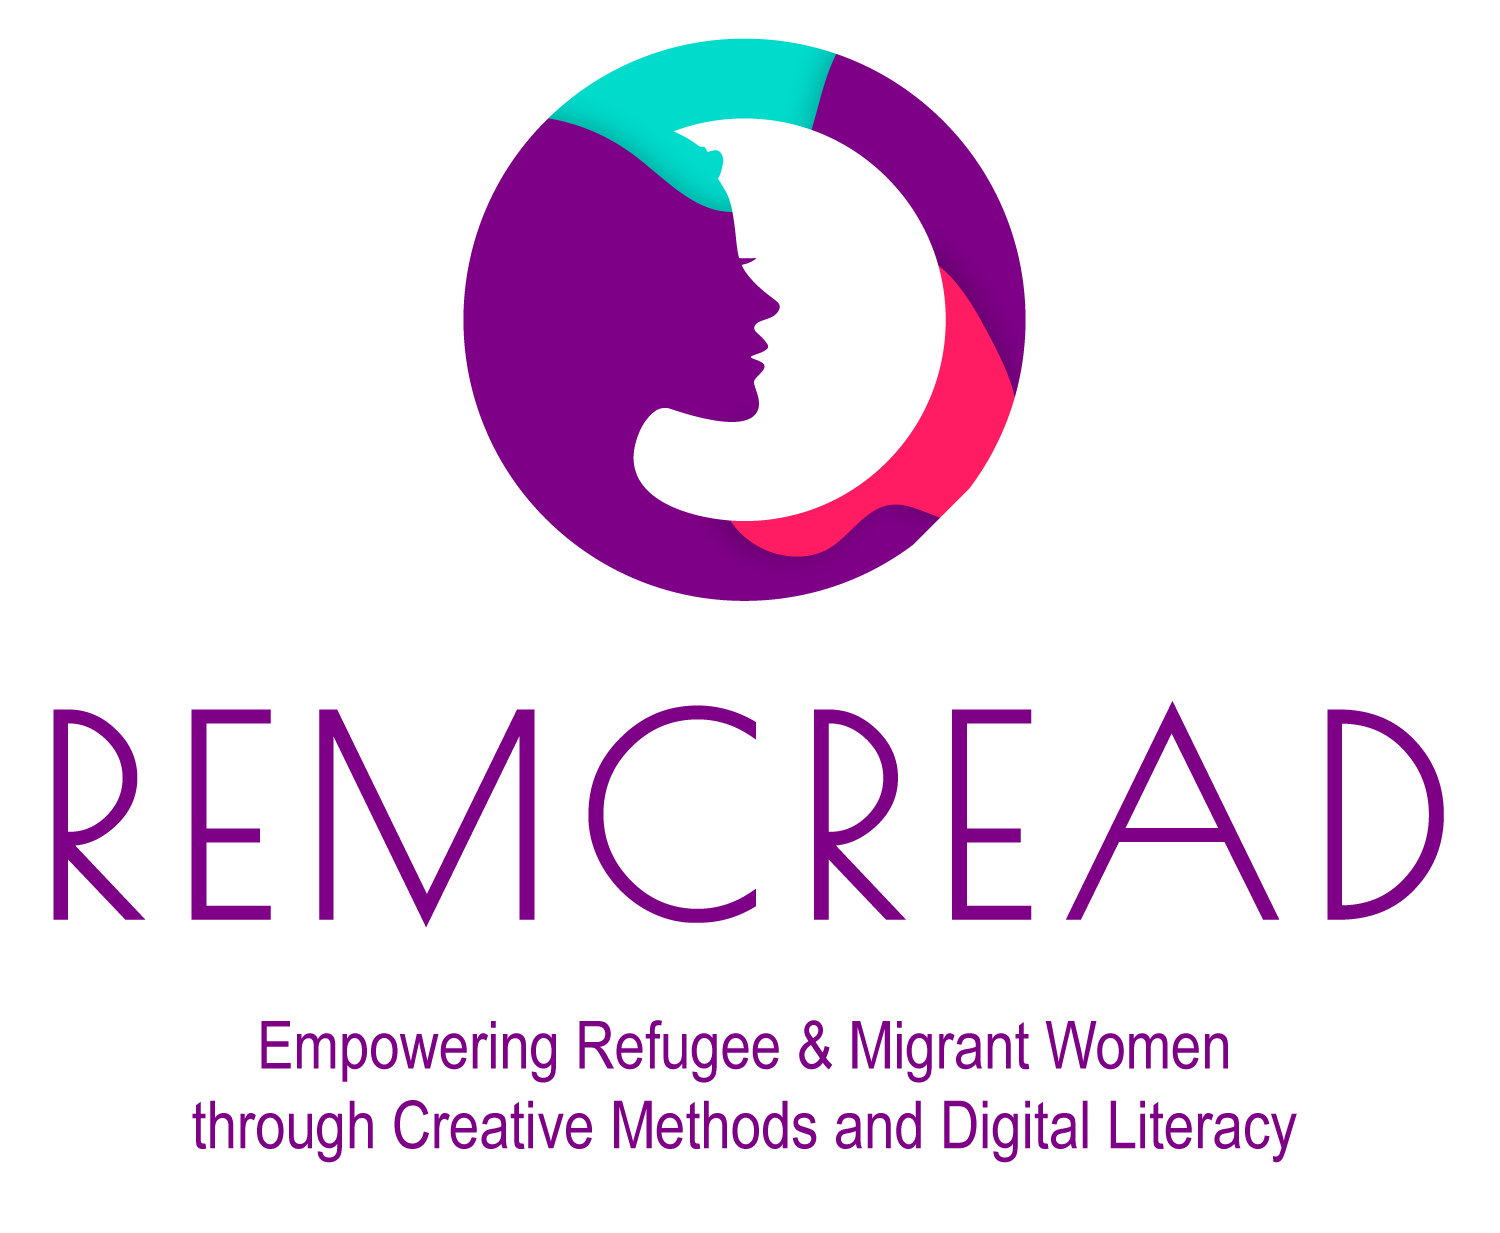 REMCREAD
Empowering Refugee & Migrant Women
through Creative Methods and Digital Literacy